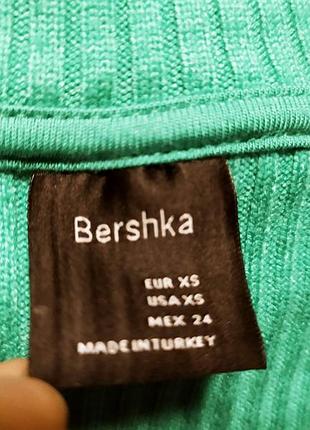 Bershka
EUR XS
USA XS
MEX 24
MADE IN TURKEY